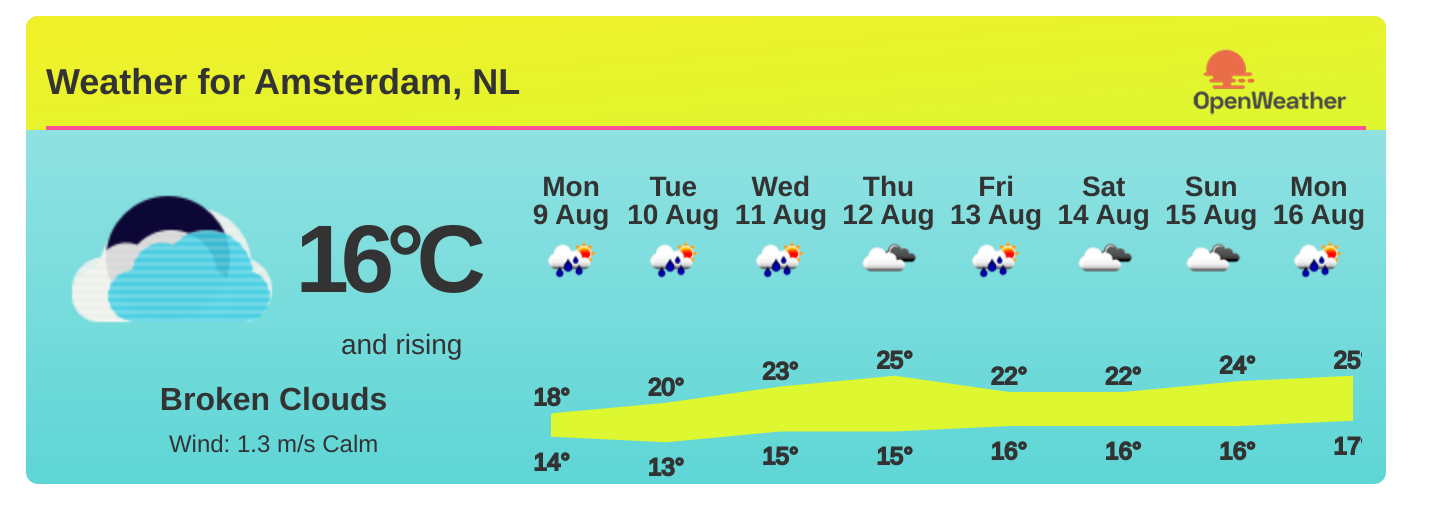 Weather for Amsterdam, NL
OpenWeather
16°C
and rising
Broken Clouds
Wind: 1.3 m/s Calm
Mon Tue Wed Thu Fri Sat Sun Mon
9 Aug 10 Aug 11 Aug 12 Aug 13 Aug 14 Aug 15 Aug 16 Aug
18° 20° 23° 25° 22° 22° 24° 25°
14° 13° 15° 15° 16° 16° 16° 17